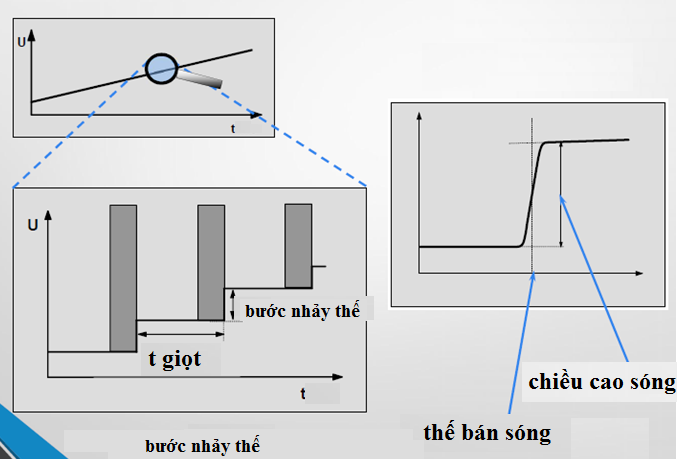 U
t
U
bước nhảy thế
t giọt
t
bước nhảy thế
chiều cao sóng
thế bán sóng